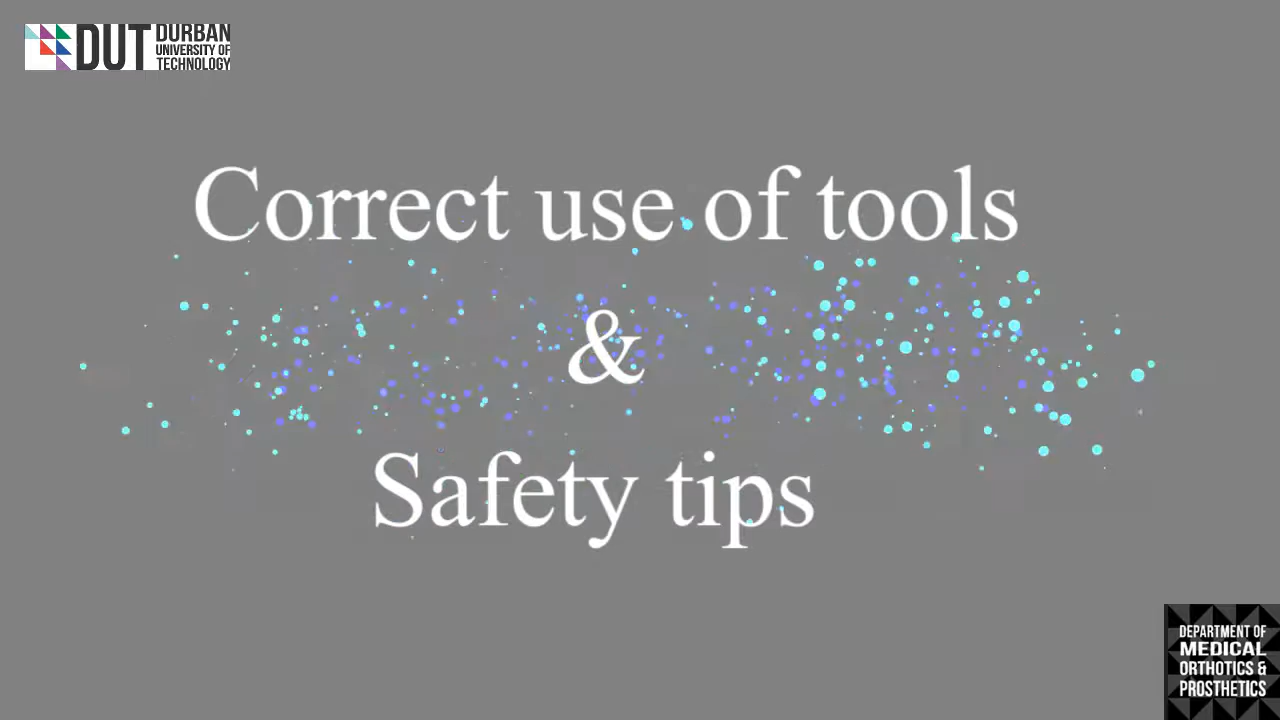 DUT DURBAN
UNIVERSITY OF
TECHNOLOGY
Correct use of tools
&
Safety tips
DEPARTMENT OF
MEDICAL
ORTHOTICS &
PROSTHETICS